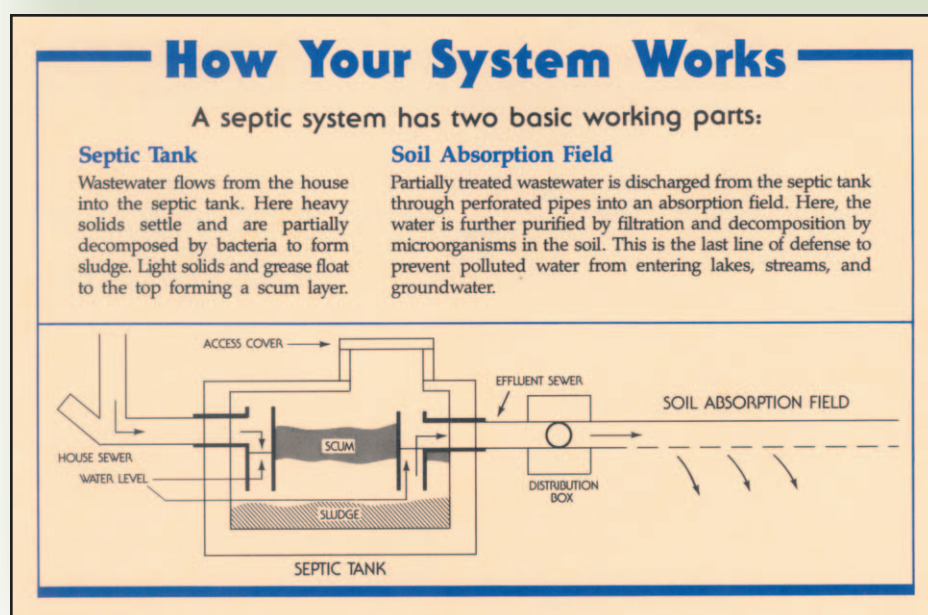 How Your System Works
A septic system has two basic working parts:
Septic Tank
Wastewater flows from the house
into the septic tank. Here heavy
solids settle and are partially
decomposed by bacteria to form
sludge. Light solids and grease float
to the top forming a scum layer.
Soil Absorption Field
Partially treated wastewater is discharged from the septic tank
through perforated pipes into an absorption field. Here, the
water is further purified by filtration and decomposition by
microorganisms in the soil. This is the last line of defense to
prevent polluted water from entering lakes, streams, and
groundwater.
ACCESS COVER
EFFLUENT SEWER
SOIL ABSORPTION FIELD
SCUM
HOUSE SEWER
WATER LEVEL
DISTRIBUTION
BOX
SLUDGE
SEPTIC TANK